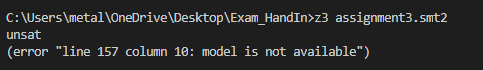 C:\Users\metal\OneDrive\Desktop\Exam_HandIn>z3 assignment3.smt2
unsat
(error "line 157 column 10: model is not available")